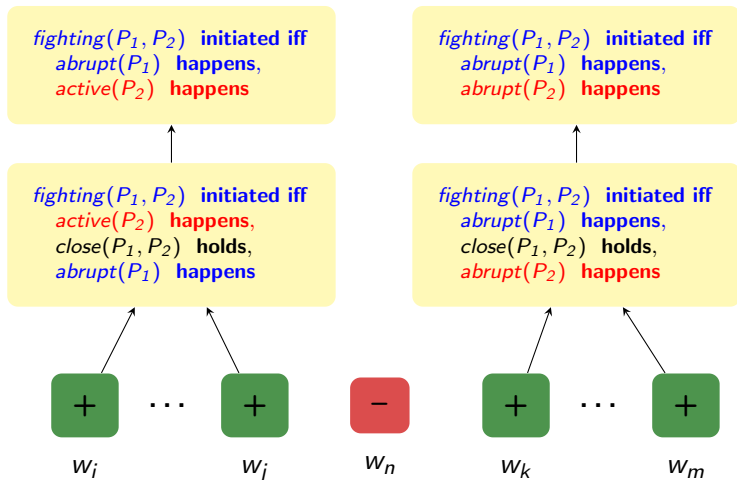 fighting(P₁, P₂) initiated iff
abrupt(P₁) happens,
active(P₂) happens
fighting(P₁, P₂) initiated iff
abrupt(P₁) happens,
abrupt(P₂) happens
fighting(P₁, P₂) initiated iff
active(P₂) happens,
close(P₁, P₂) holds,
abrupt(P₁) happens
fighting(P₁, P₂) initiated iff
abrupt(P₁) happens,
close(P₁, P₂) holds,
abrupt(P₂) happens
+ ··· + − + ··· +
wᵢ wⱼ wₙ wₖ wₘ